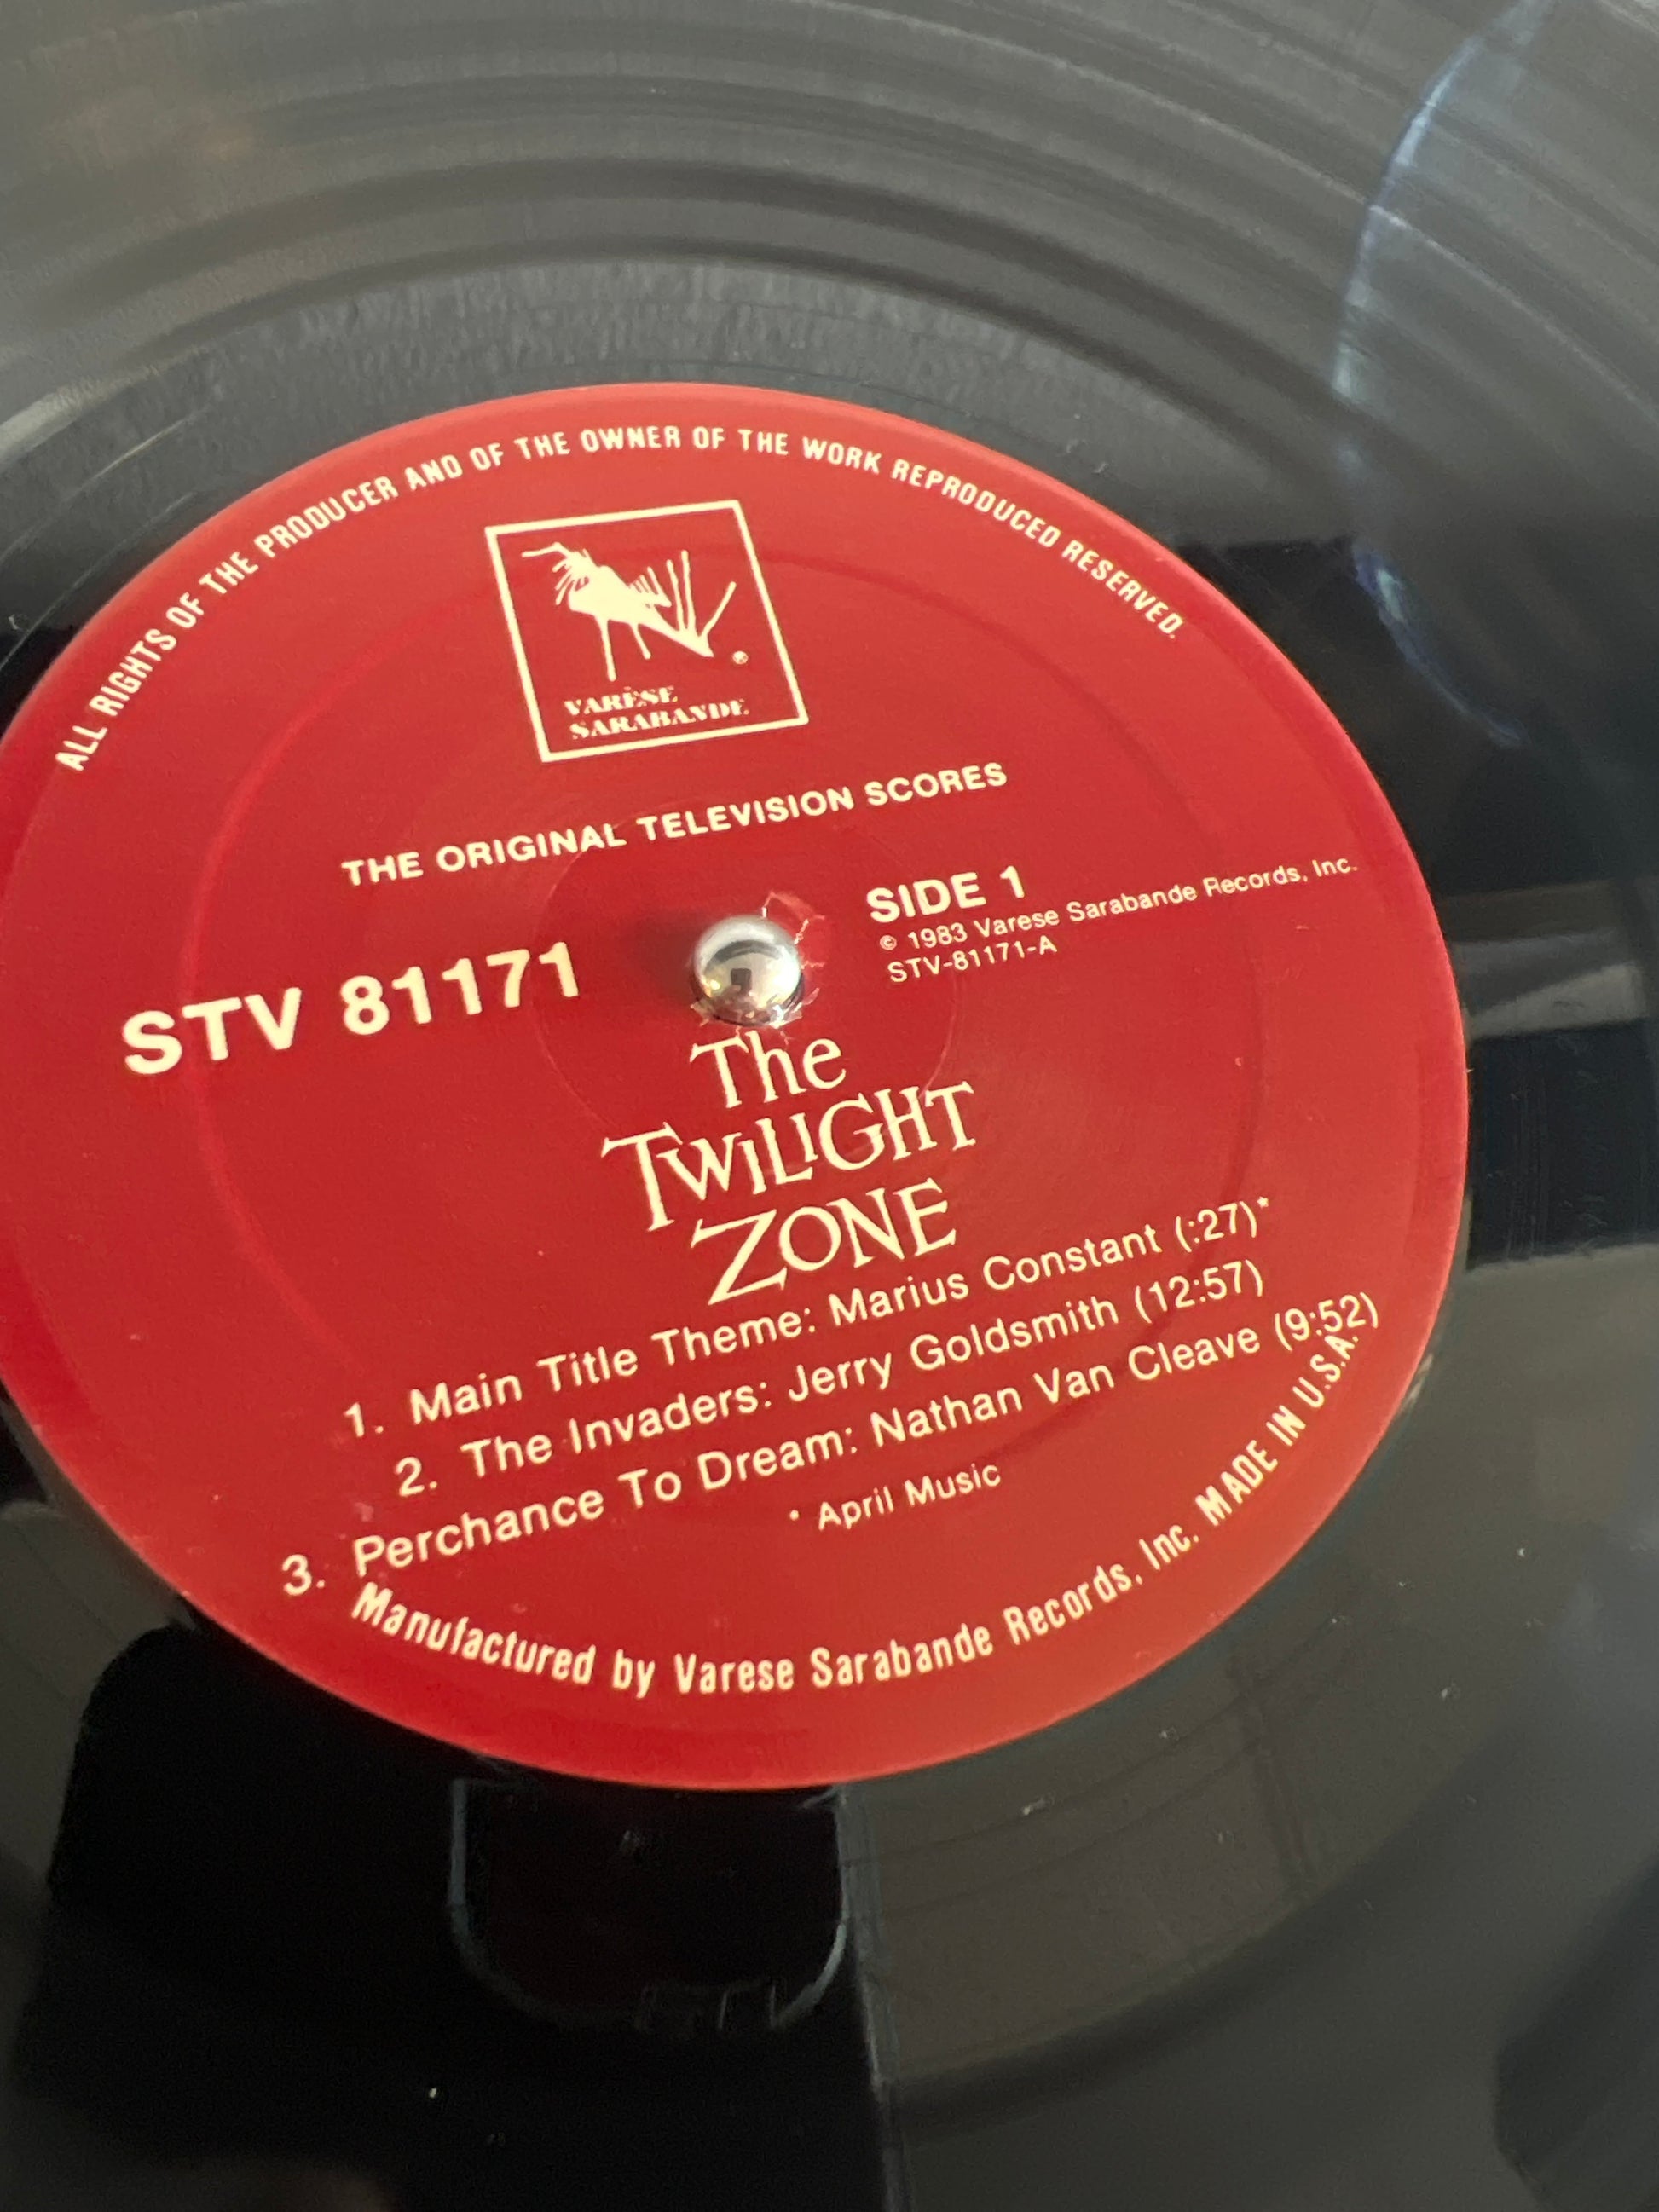 ALL RIGHTS OF THE PRODUCER AND OF THE OWNER OF THE WORK REPRODUCED RESERVED.
®
VARÈSE
SARABANDE
THE ORIGINAL TELEVISION SCORES
STV 81171
SIDE 1
© 1983 Varese Sarabande Records, Inc.
STV-81171-A
The
TWILIGHT
ZONE
1. Main Title Theme: Marius Constant (:27)*
2. The Invaders: Jerry Goldsmith (12:57)
3. Perchance To Dream: Nathan Van Cleave (9:52)
* April Music
Manufactured by Varese Sarabande Records, Inc. MADE IN U.S.A.